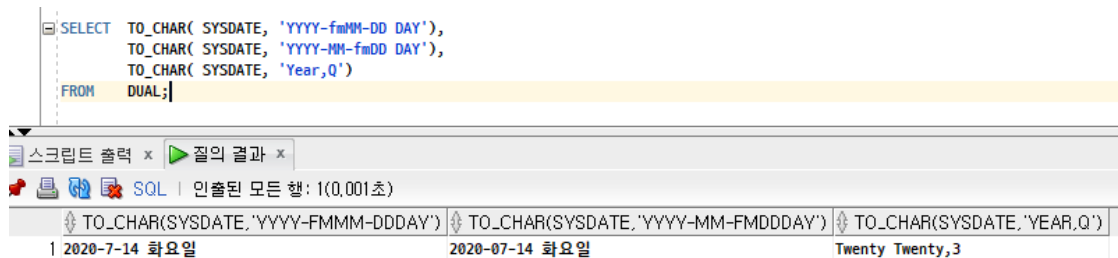 SELECT TO_CHAR( SYSDATE, 'YYYY-fmMM-DD DAY'),
TO_CHAR( SYSDATE, 'YYYY-MM-fmDD DAY'),
TO_CHAR( SYSDATE, 'Year,Q')
FROM DUAL;
스크립트 출력 x 질의 결과 x
SQL | 인출된 모든 행: 1(0,001초)
TO_CHAR(SYSDATE,'YYYY-FMMM-DDDAY') TO_CHAR(SYSDATE,'YYYY-MM-FMDDDAY') TO_CHAR(SYSDATE,'YEAR,Q')
1 2020-7-14 화요일 2020-07-14 화요일 Twenty Twenty,3